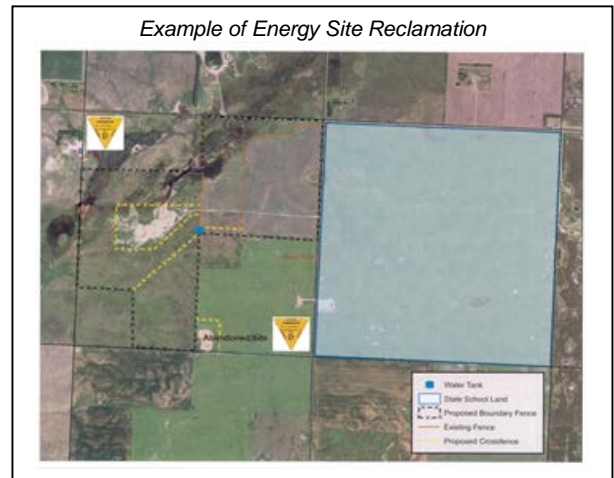 Example of Energy Site Reclamation
Abandoned Site
Water Tank
State School Land
Proposed Boundary Fence
Existing Fence
Proposed Crossfence